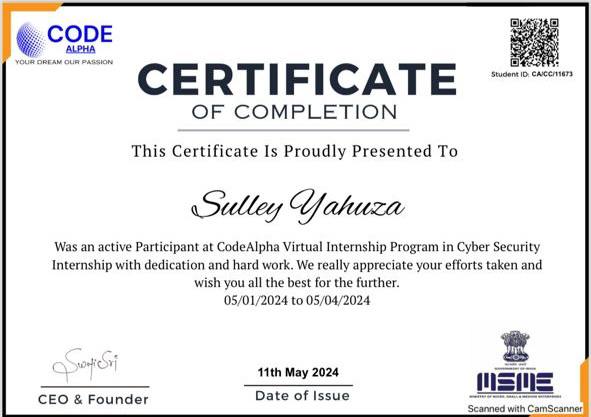 CODE
ALPHA
YOUR DREAM OUR PASSION
Student ID: CA/CC/11673
CERTIFICATE
OF COMPLETION
This Certificate Is Proudly Presented To
Sulley Yahuza
Was an active Participant at CodeAlpha Virtual Internship Program in Cyber Security
Internship with dedication and hard work. We really appreciate your efforts taken and
wish you all the best for the further.
05/01/2024 to 05/04/2024
CEO & Founder
11th May 2024
Date of Issue
GOVERNMENT OF INDIA
MSME
MINISTRY OF MICRO, SMALL & MEDIUM ENTERPRISES
Scanned with CamScanner